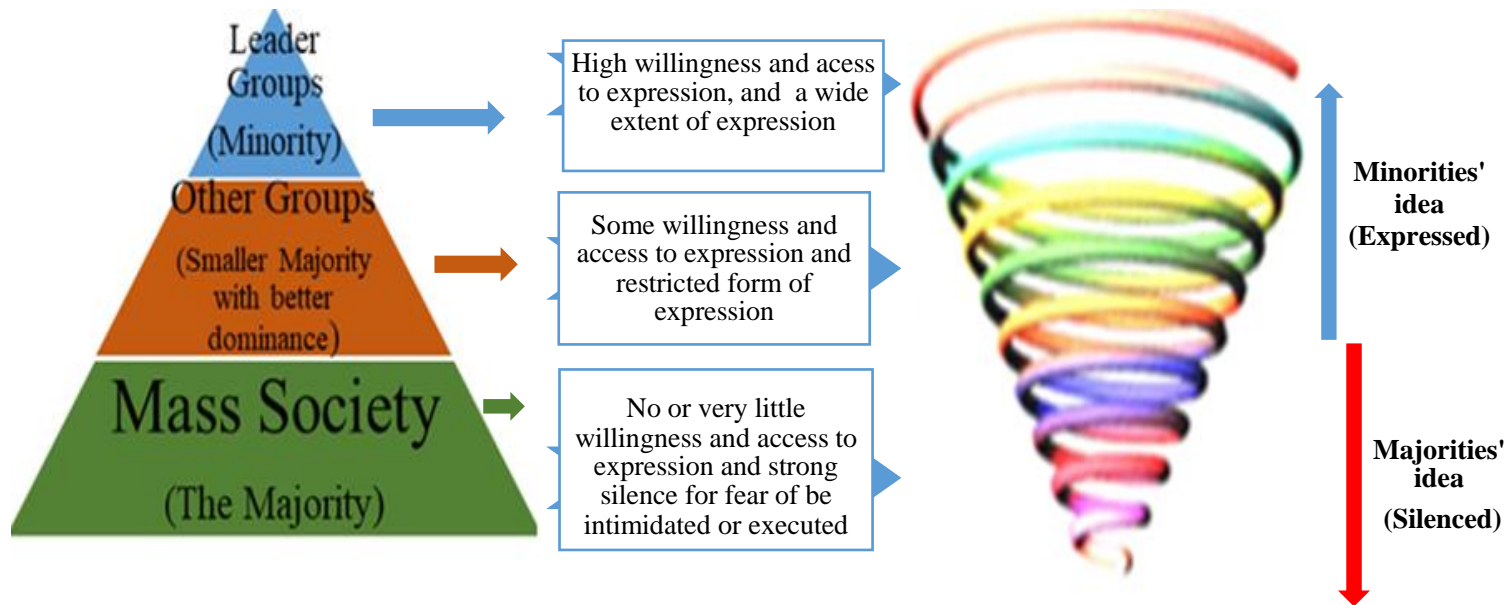 Leader
Groups
(Minority)
Other Groups
(Smaller Majority
with better
dominance)
Mass Society
(The Majority)
High willingness and acess
to expression, and a wide
extent of expression
Some willingness and
access to expression and
restricted form of
expression
No or very little
willingness and access to
expression and strong
silence for fear of be
intimidated or executed
Minorities'
idea
(Expressed)
Majorities'
idea
(Silenced)